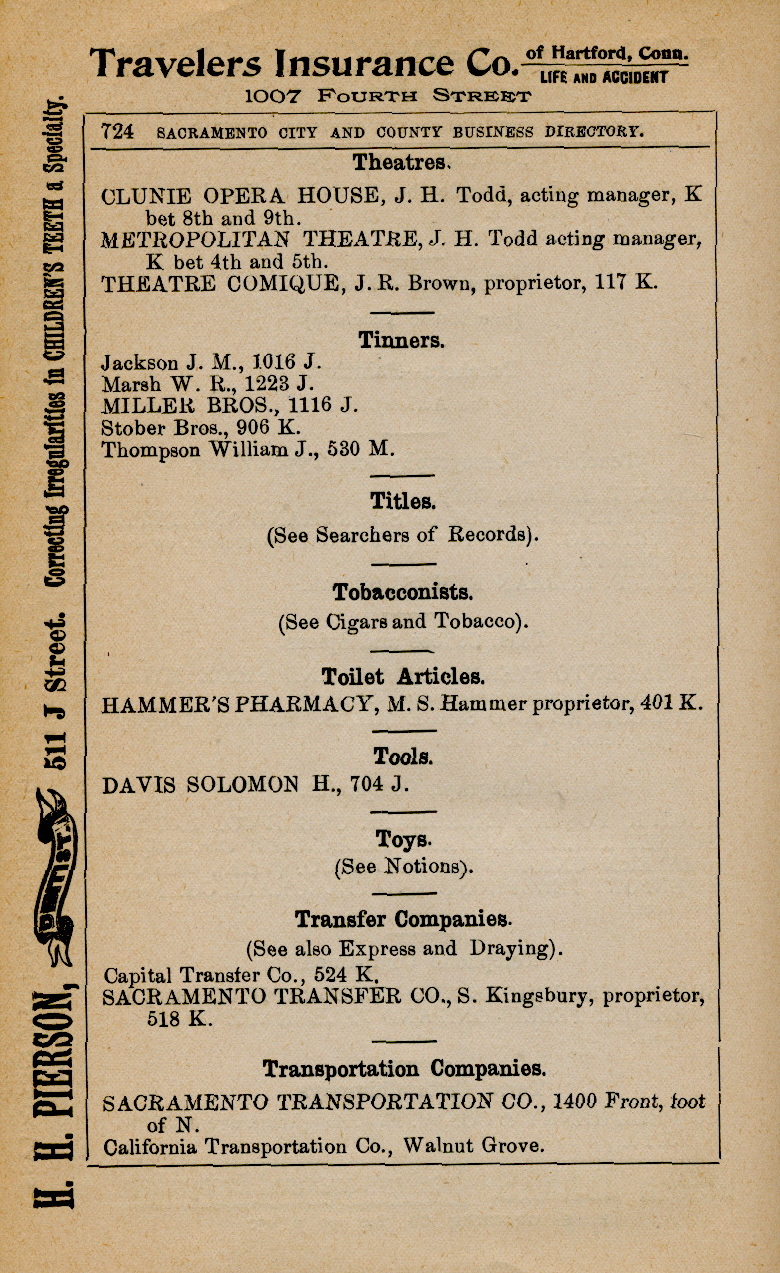 Travelers Insurance Co. of Hartford, Conn.
LIFE AND ACCIDENT
1007 FOURTH STREET
724 SACRAMENTO CITY AND COUNTY BUSINESS DIRECTORY.
Theatres.
CLUNIE OPERA HOUSE, J. H. Todd, acting manager, K
bet 8th and 9th.
METROPOLITAN THEATRE, J. H. Todd acting manager,
K bet 4th and 5th.
THEATRE COMIQUE, J. R. Brown, proprietor, 117 K.
Tinners.
Jackson J. M., 1016 J.
Marsh W. R., 1223 J.
MILLER BROS., 1116 J.
Stober Bros., 906 K.
Thompson William J., 530 M.
Titles.
(See Searchers of Records).
Tobacconists.
(See Cigars and Tobacco).
Toilet Articles.
HAMMER'S PHARMACY, M. S. Hammer proprietor, 401 K.
Tools.
DAVIS SOLOMON H., 704 J.
Toys.
(See Notions).
Transfer Companies.
(See also Express and Draying).
Capital Transfer Co., 524 K.
SACRAMENTO TRANSFER CO., S. Kingsbury, proprietor,
518 K.
Transportation Companies.
SACRAMENTO TRANSPORTATION CO., 1400 Front, foot
of N.
California Transportation Co., Walnut Grove.
H. H. PIERSON, DENTIST. 511 J Street. Correcting Irregularities in CHILDREN'S TEETH a Specialty.